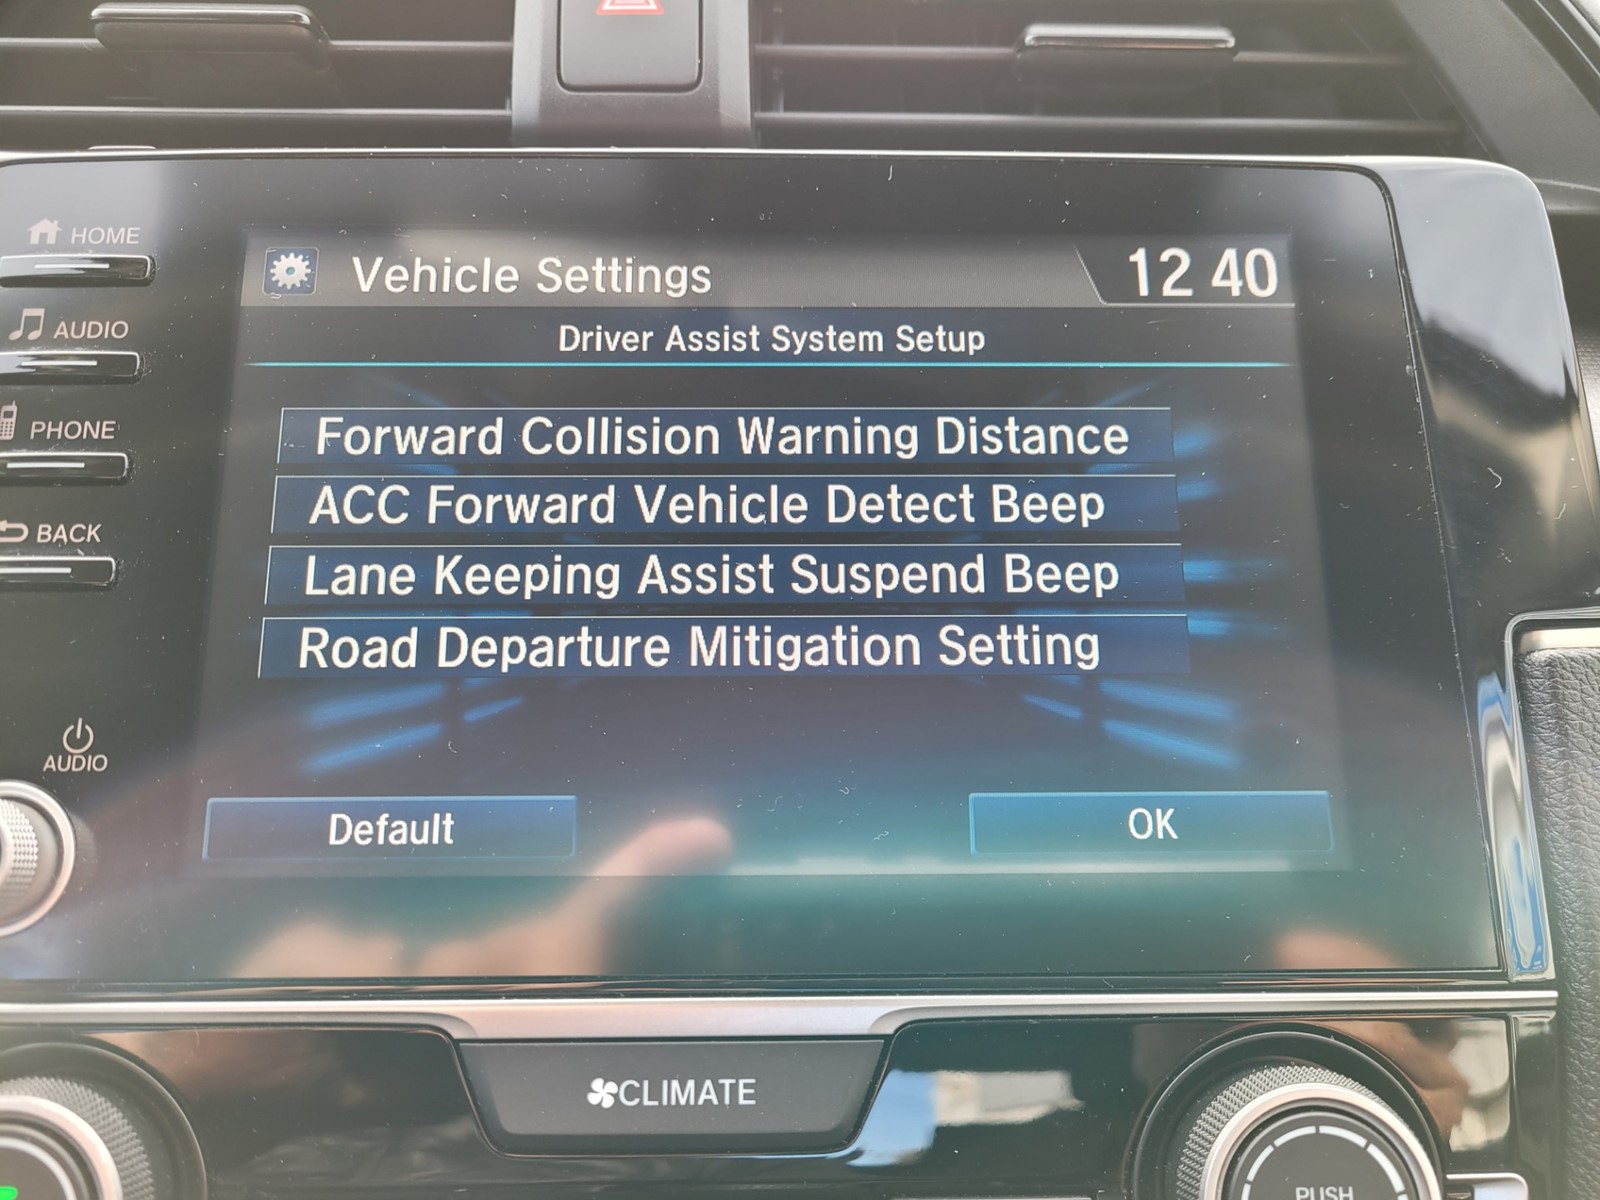 HOME
AUDIO
PHONE
BACK
AUDIO
Vehicle Settings
12 40
Driver Assist System Setup
Forward Collision Warning Distance
ACC Forward Vehicle Detect Beep
Lane Keeping Assist Suspend Beep
Road Departure Mitigation Setting
Default
OK
CLIMATE
PUSH